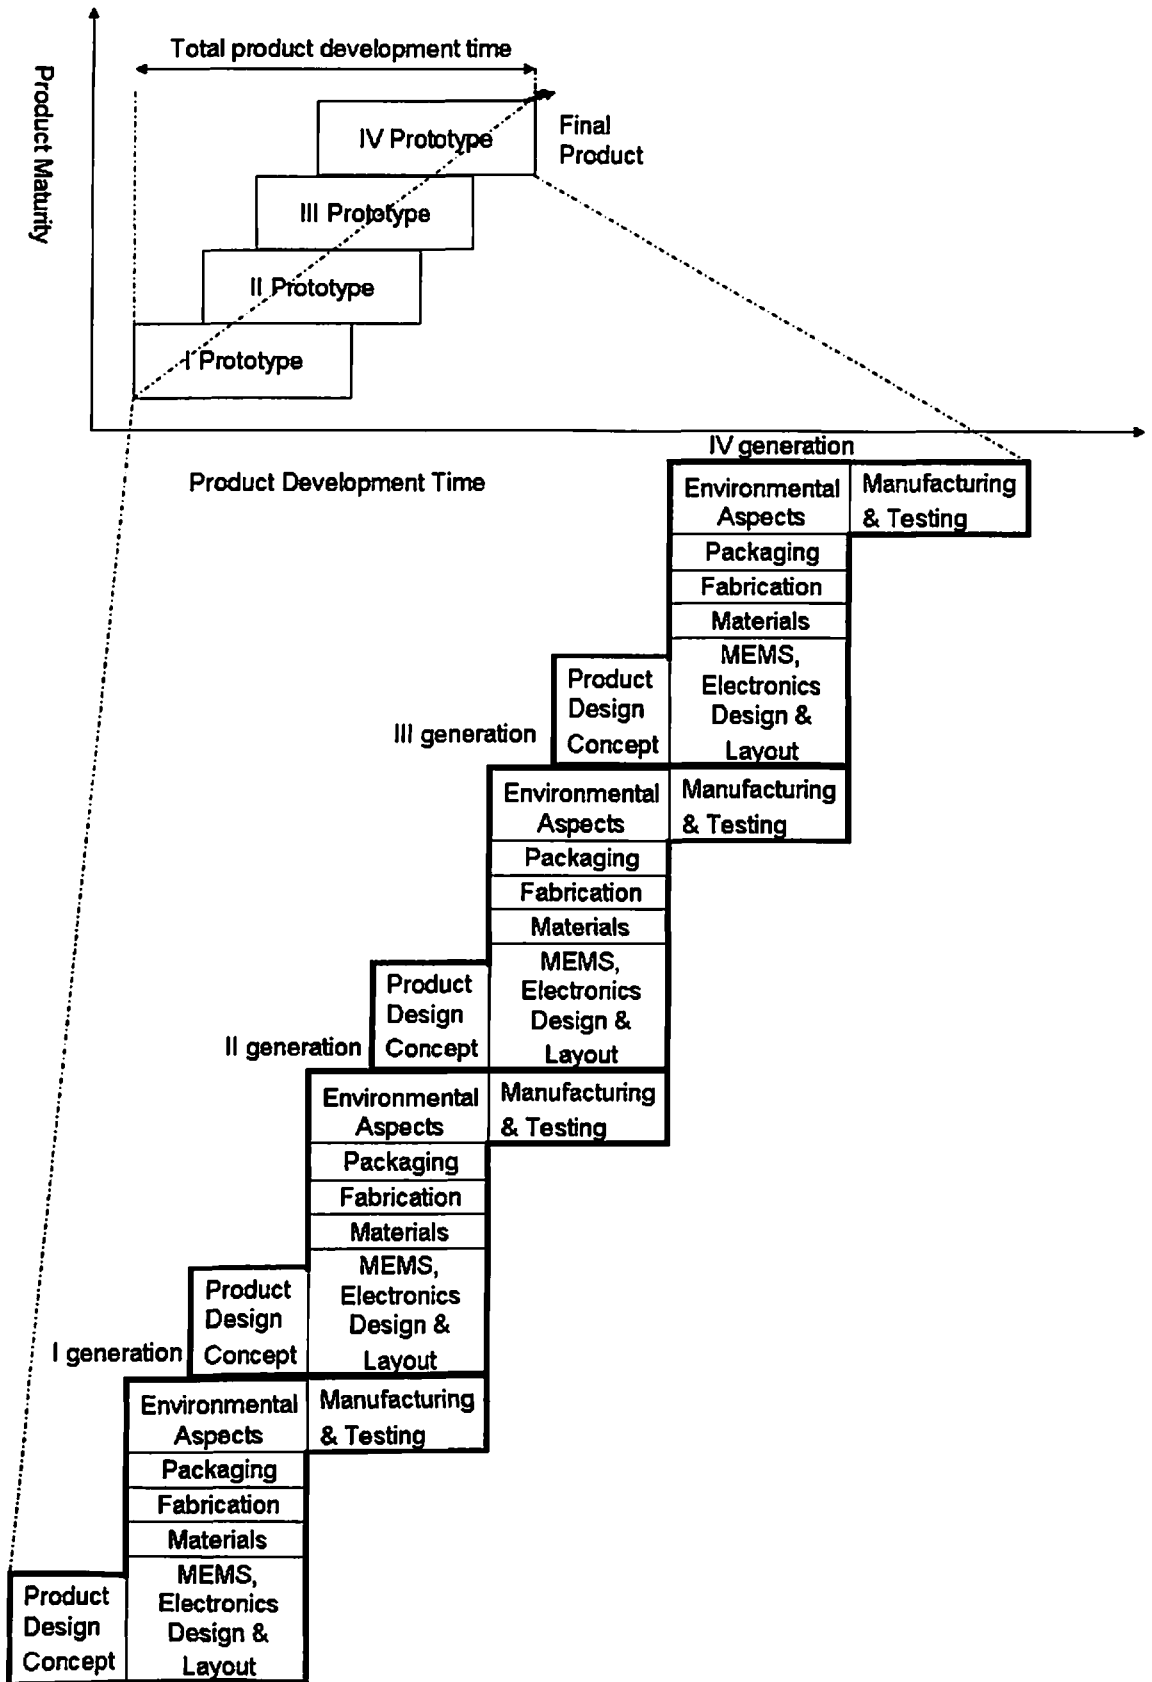 Total product development time
Product Maturity
IV Prototype
Final
Product
III Prototype
II Prototype
I Prototype
Product Development Time
IV generation
Environmental
Aspects
Manufacturing
& Testing
Packaging
Fabrication
Materials
MEMS,
Electronics
Design &
Layout
Product
Design
Concept
III generation
Environmental
Aspects
Manufacturing
& Testing
Packaging
Fabrication
Materials
MEMS,
Electronics
Design &
Layout
Product
Design
Concept
II generation
Environmental
Aspects
Manufacturing
& Testing
Packaging
Fabrication
Materials
MEMS,
Electronics
Design &
Layout
Product
Design
Concept
I generation
Environmental
Aspects
Manufacturing
& Testing
Packaging
Fabrication
Materials
MEMS,
Electronics
Design &
Layout
Product
Design
Concept